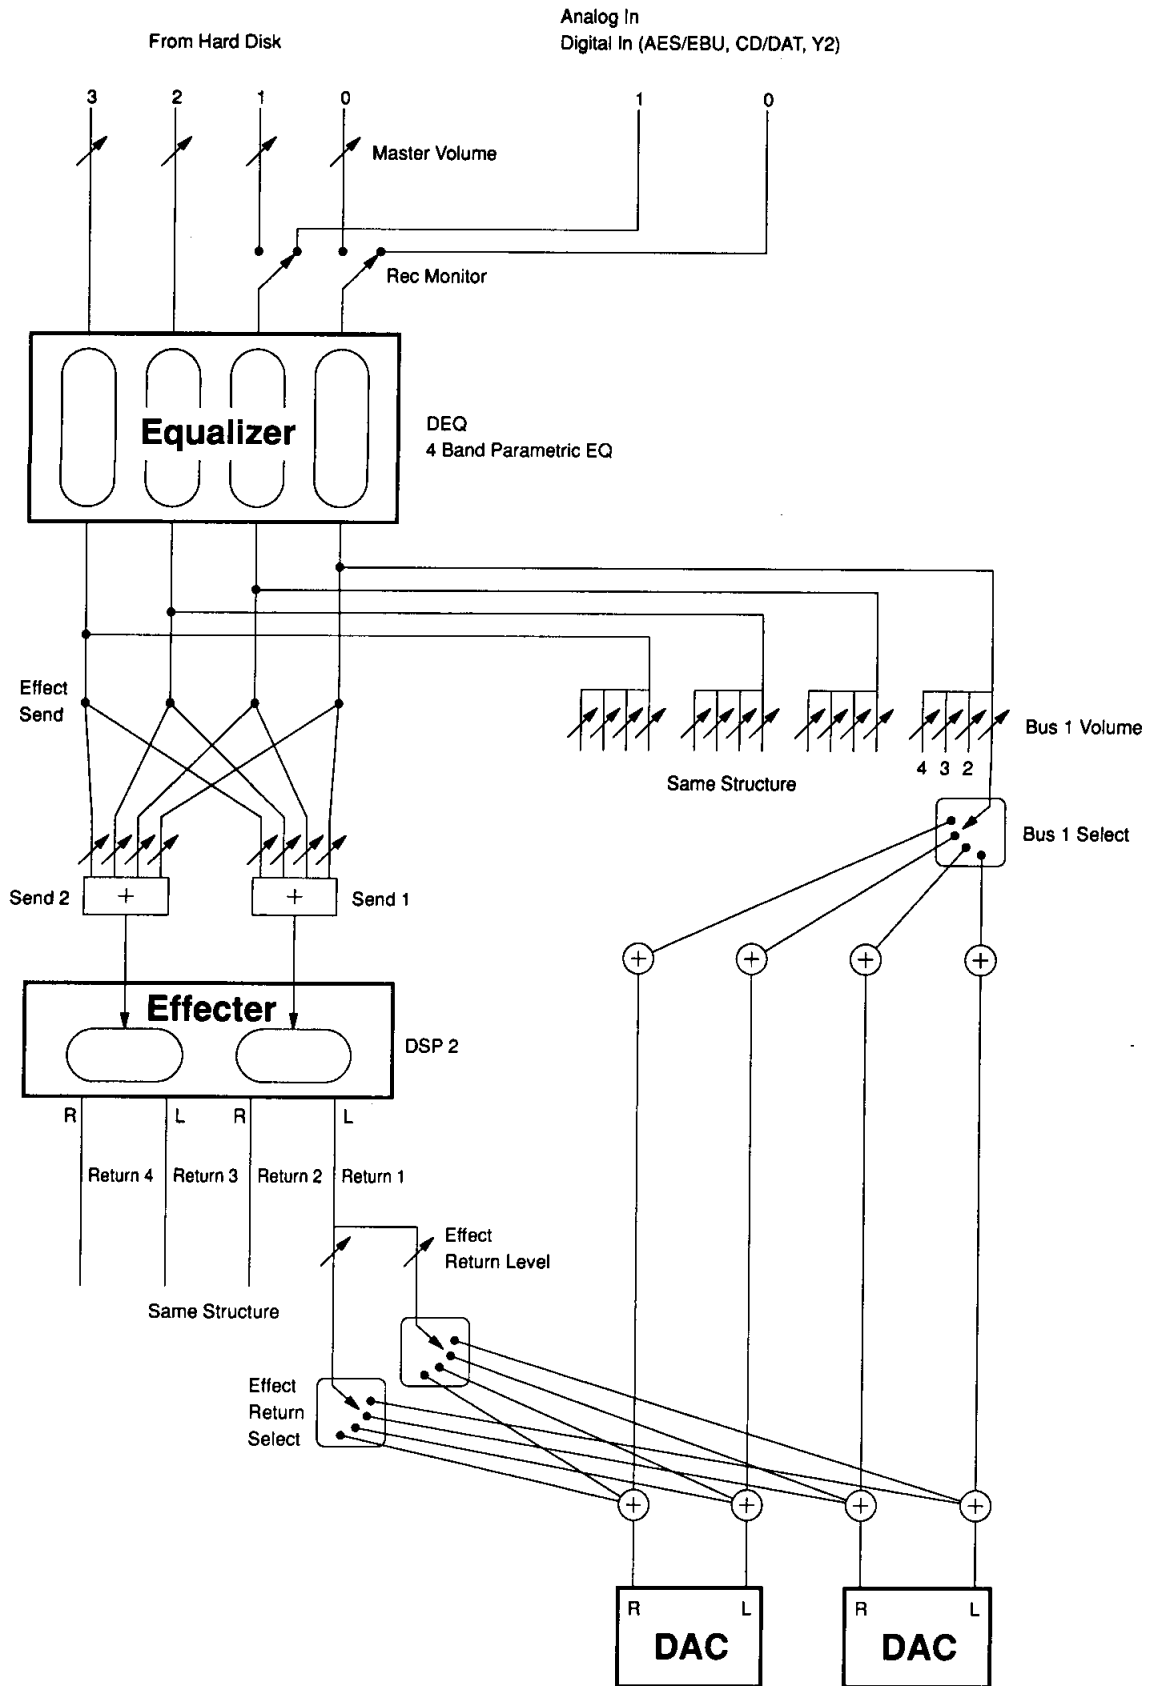 Analog In
From Hard Disk
Digital In (AES/EBU, CD/DAT, Y2)
3 2 1 0 1 0
Master Volume
Rec Monitor
Equalizer
DEQ
4 Band Parametric EQ
Effect
Send
Bus 1 Volume
4 3 2
Same Structure
Bus 1 Select
Send 2
+
+
Send 1
+ + + +
Effecter
DSP 2
R L R L
Return 4 Return 3 Return 2 Return 1
Effect
Return Level
Same Structure
Effect
Return
Select
+ + + +
R L R L
DAC DAC